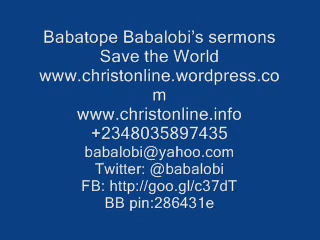 Babatope Babalobi's sermons
Save the World
www.christonline.wordpress.co
m
www.christonline.info
+2348035897435
babalobi@yahoo.com
Twitter: @babalobi
FB: http://goo.gl/c37dT
BB pin:286431e